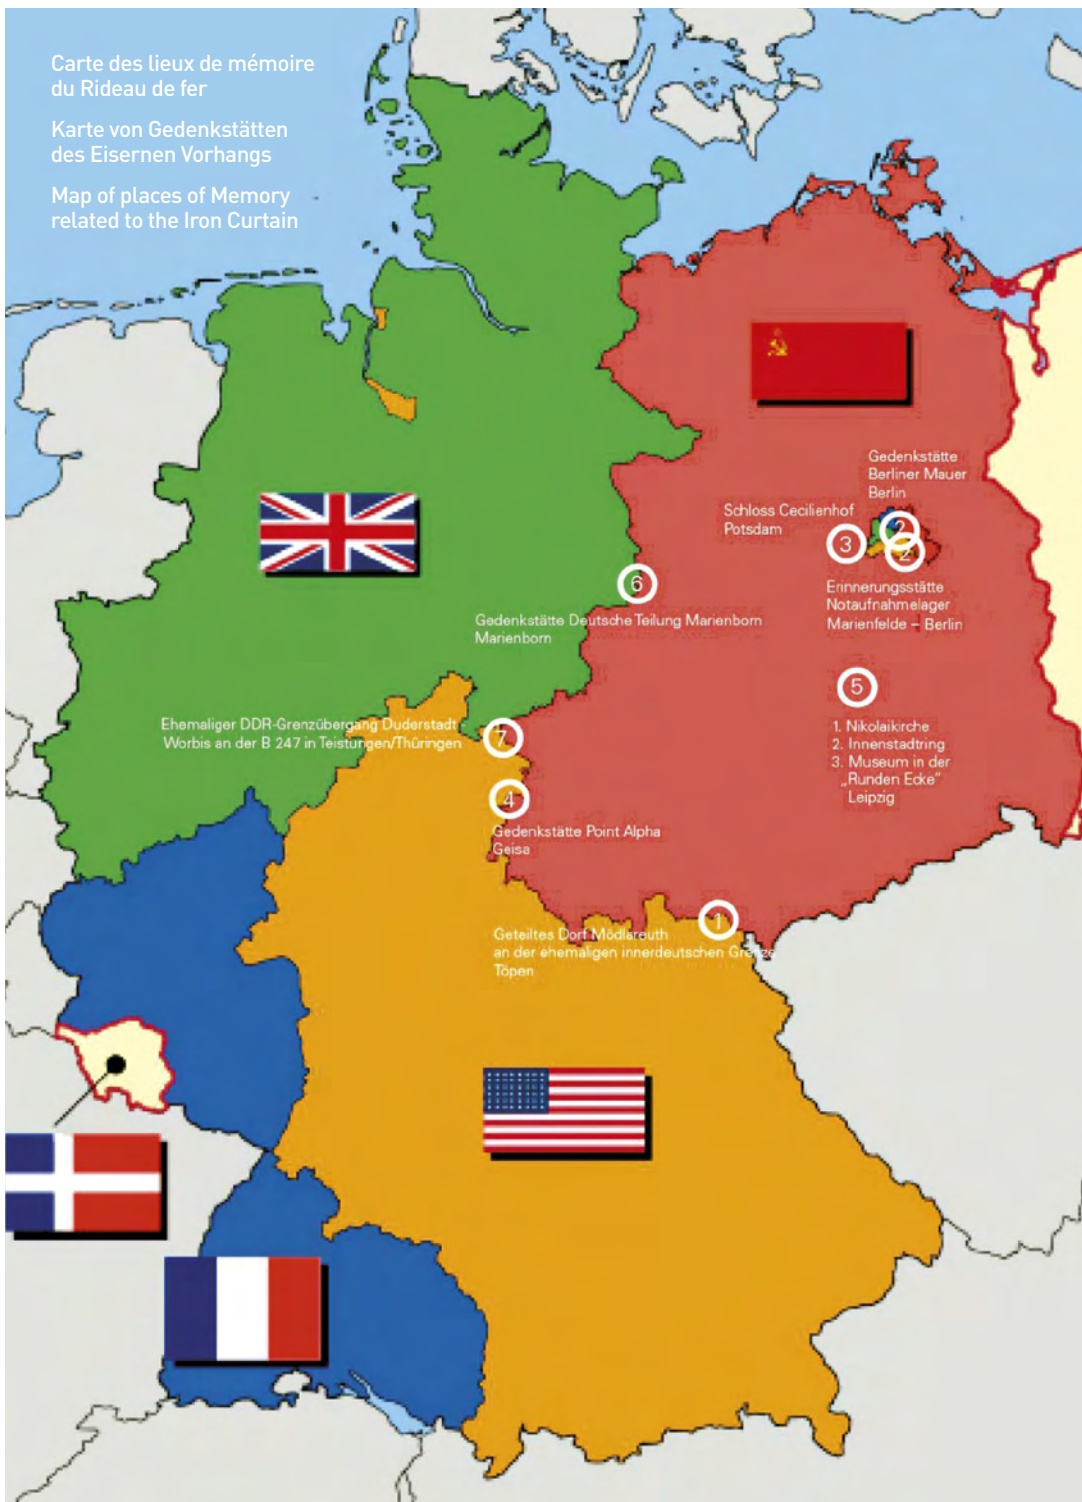 Carte des lieux de mémoire
du Rideau de fer
Karte von Gedenkstätten
des Eisernen Vorhangs
Map of places of Memory
related to the Iron Curtain
Gedenkstätte
Berliner Mauer
Berlin
Schloss Cecilienhof
Potsdam
2
3
2
Erinnerungsstätte
Notaufnahmelager
Marienfelde – Berlin
6
Gedenkstätte Deutsche Teilung Marienborn
Marienborn
5
1. Nikolaikirche
2. Innenstadtring
3. Museum in der
„Runden Ecke"
Leipzig
Ehemaliger DDR-Grenzübergang Duderstadt
Worbis an der B 247 in Teistungen/Thüringen
7
4
Gedenkstätte Point Alpha
Geisa
1
Geteiltes Dorf Mödlareuth
an der ehemaligen innerdeutschen Grenze
Töpen